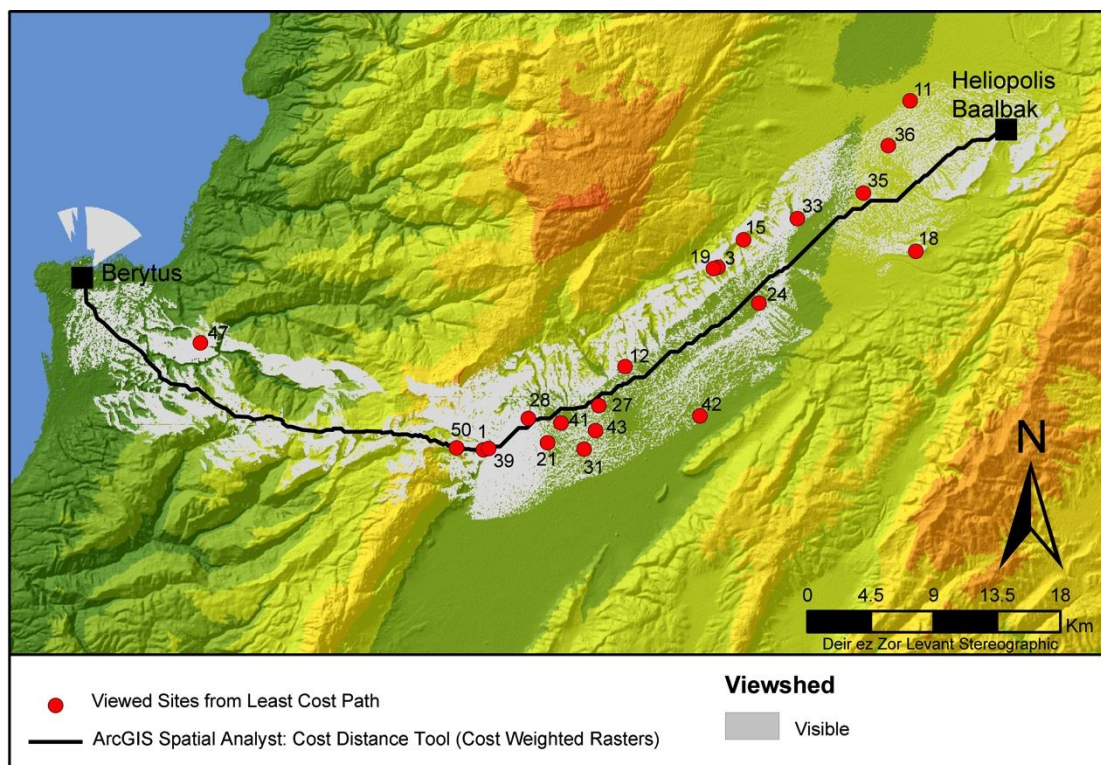 Heliopolis
Baalbak
11
36
35
33
18
15
19
3
24
Berytus
47
12
28
27
41
42
43
50
1
21
39
31
N
0 4.5 9 13.5 18
Km
Deir ez Zor Levant Stereographic
Viewed Sites from Least Cost Path
ArcGIS Spatial Analyst: Cost Distance Tool (Cost Weighted Rasters)
Viewshed
Visible